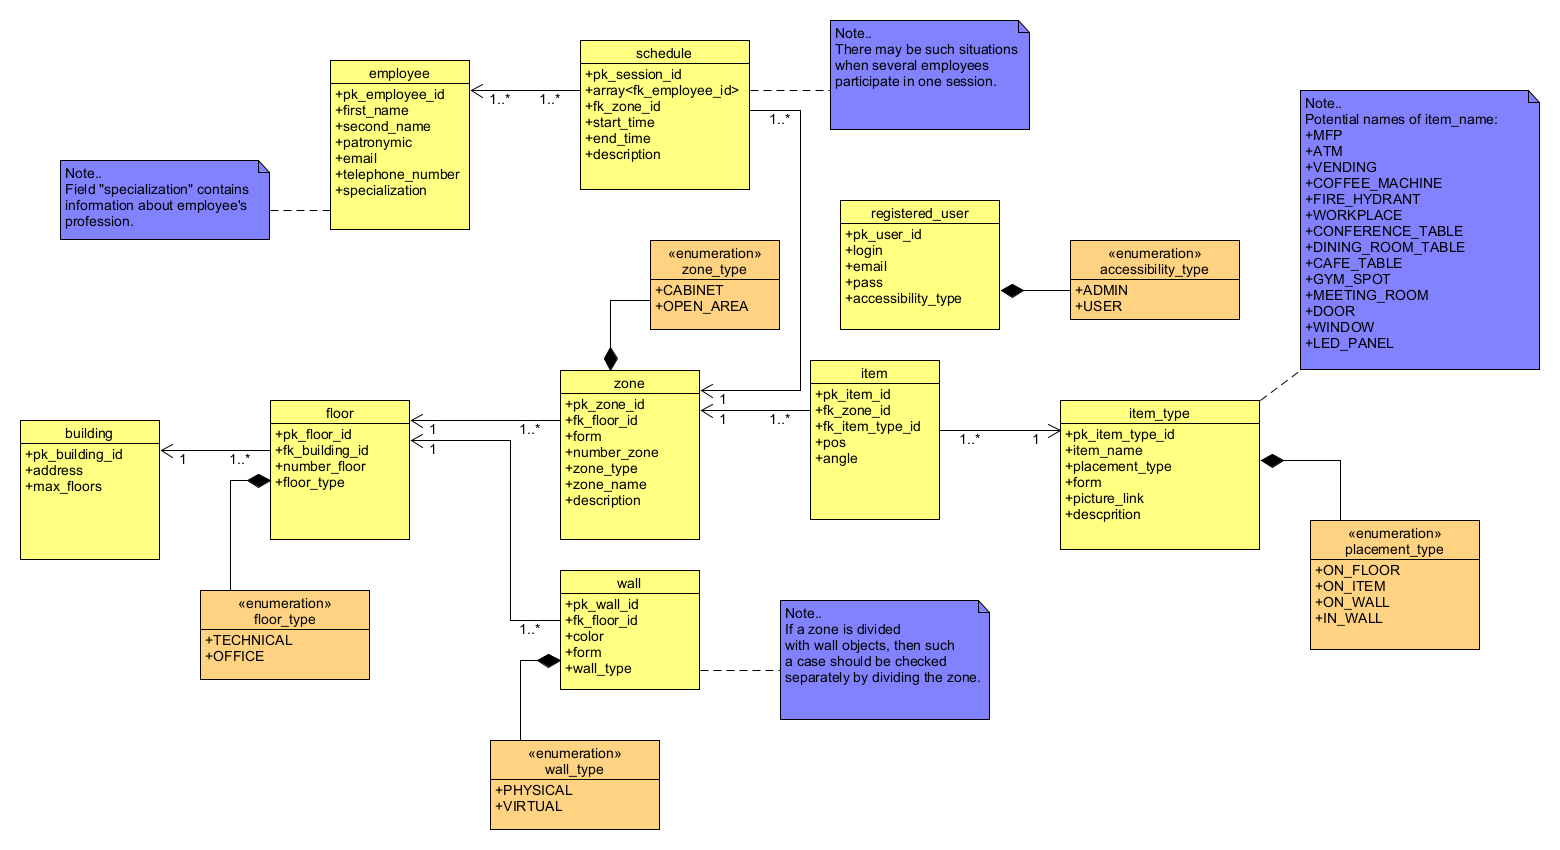 employee
+pk_employee_id
+first_name
+second_name
+patronymic
+email
+telephone_number
+specialization
schedule
+pk_session_id
+array<fk_employee_id>
+fk_zone_id
+start_time
+end_time
+description
1..*
1..*
1..*
Note..
There may be such situations
when several employees
participate in one session.
Note..
Potential names of item_name:
+MFP
+ATM
+VENDING
+COFFEE_MACHINE
+FIRE_HYDRANT
+WORKPLACE
+CONFERENCE_TABLE
+DINING_ROOM_TABLE
+CAFE_TABLE
+GYM_SPOT
+MEETING_ROOM
+DOOR
+WINDOW
+LED_PANEL
Note..
Field "specialization" contains
information about employee's
profession.
registered_user
+pk_user_id
+login
+email
+pass
+accessibility_type
«enumeration»
accessibility_type
+ADMIN
+USER
«enumeration»
zone_type
+CABINET
+OPEN_AREA
building
+pk_building_id
+address
+max_floors
1
1..*
floor
+pk_floor_id
+fk_building_id
+number_floor
+floor_type
1
1..*
1
zone
+pk_zone_id
+fk_floor_id
+form
+number_zone
+zone_type
+zone_name
+description
1
1
1..*
item
+pk_item_id
+fk_zone_id
+fk_item_type_id
+pos
+angle
1..*
1
item_type
+pk_item_type_id
+item_name
+placement_type
+form
+picture_link
+descprition
«enumeration»
placement_type
+ON_FLOOR
+ON_ITEM
+ON_WALL
+IN_WALL
«enumeration»
floor_type
+TECHNICAL
+OFFICE
1..*
wall
+pk_wall_id
+fk_floor_id
+color
+form
+wall_type
Note..
If a zone is divided
with wall objects, then such
a case should be checked
separately by dividing the zone.
«enumeration»
wall_type
+PHYSICAL
+VIRTUAL